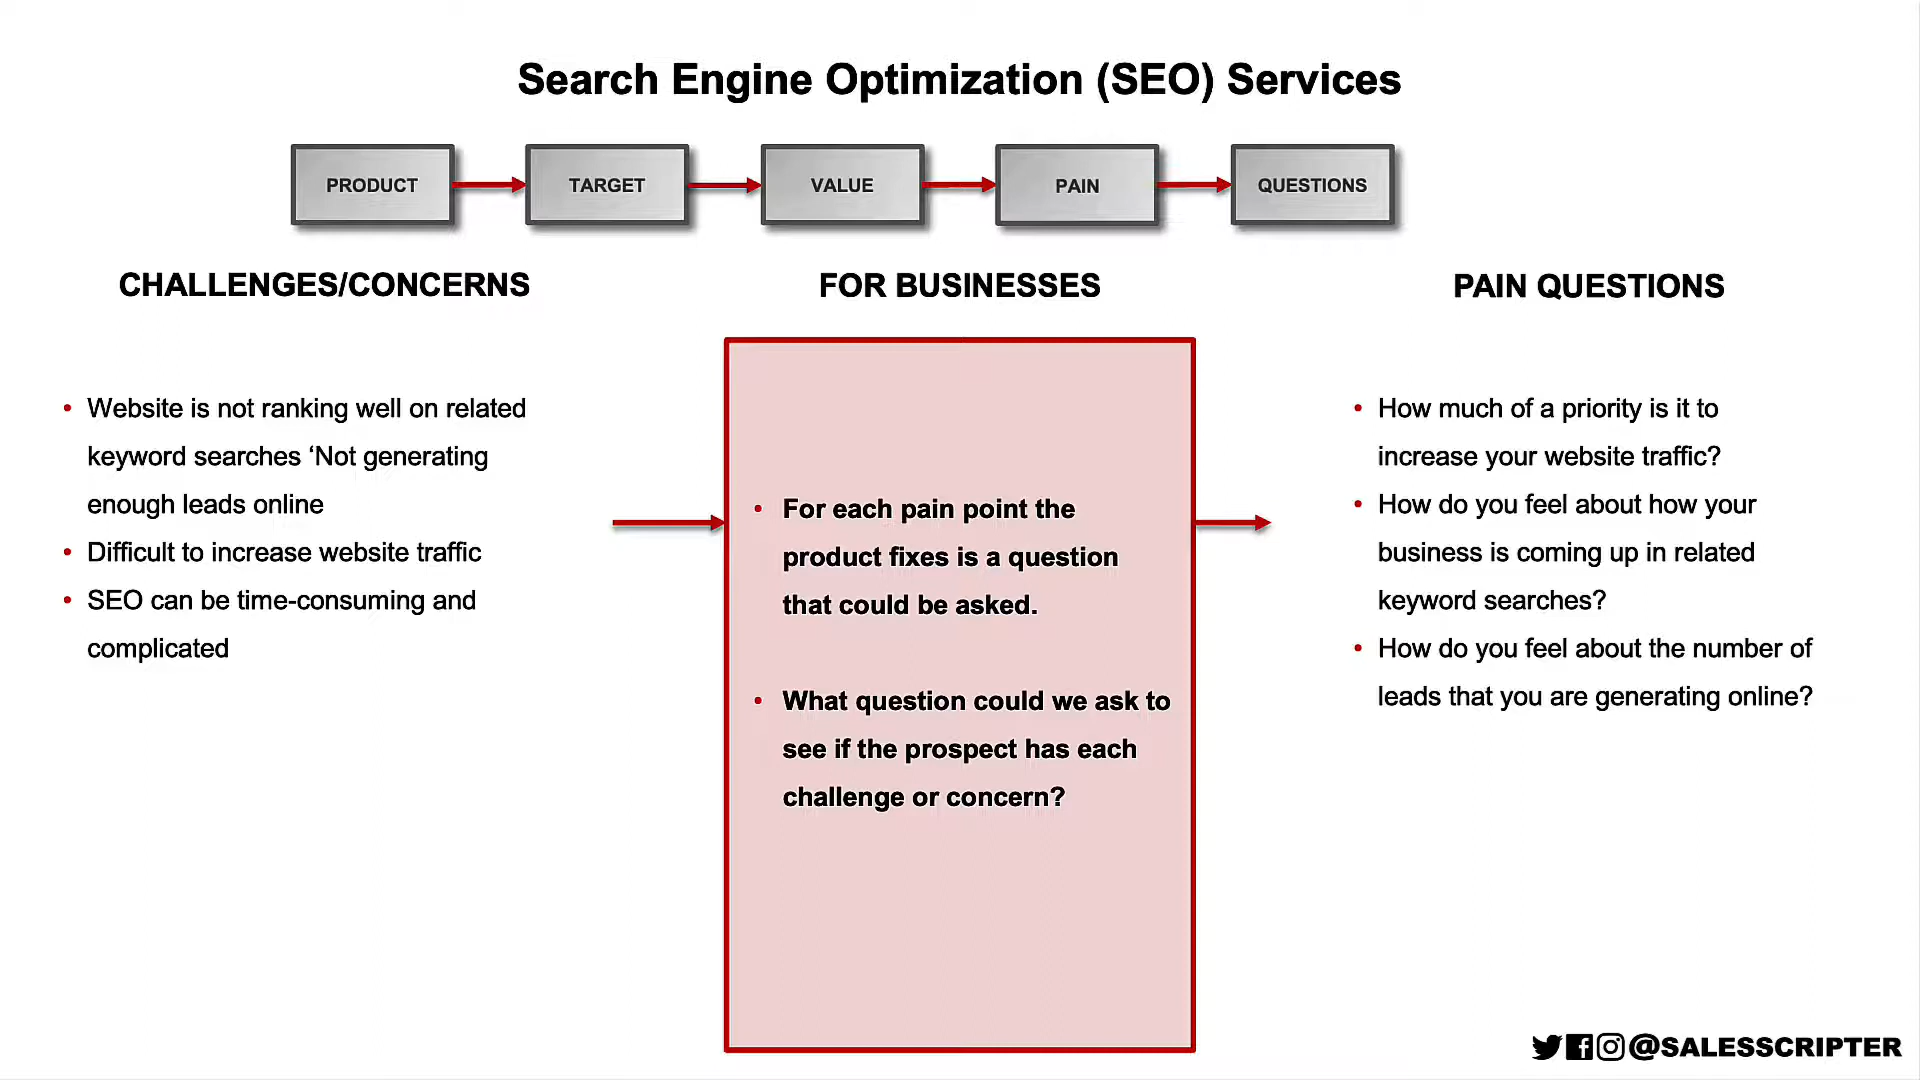 Search Engine Optimization (SEO) Services
PRODUCT
TARGET
VALUE
PAIN
QUESTIONS
CHALLENGES/CONCERNS
• Website is not ranking well on related
keyword searches ‘Not generating
enough leads online
• Difficult to increase website traffic
• SEO can be time-consuming and
complicated
FOR BUSINESSES
• For each pain point the
product fixes is a question
that could be asked.
• What question could we ask to
see if the prospect has each
challenge or concern?
PAIN QUESTIONS
• How much of a priority is it to
increase your website traffic?
• How do you feel about how your
business is coming up in related
keyword searches?
• How do you feel about the number of
leads that you are generating online?
@SALESSCRIPTER